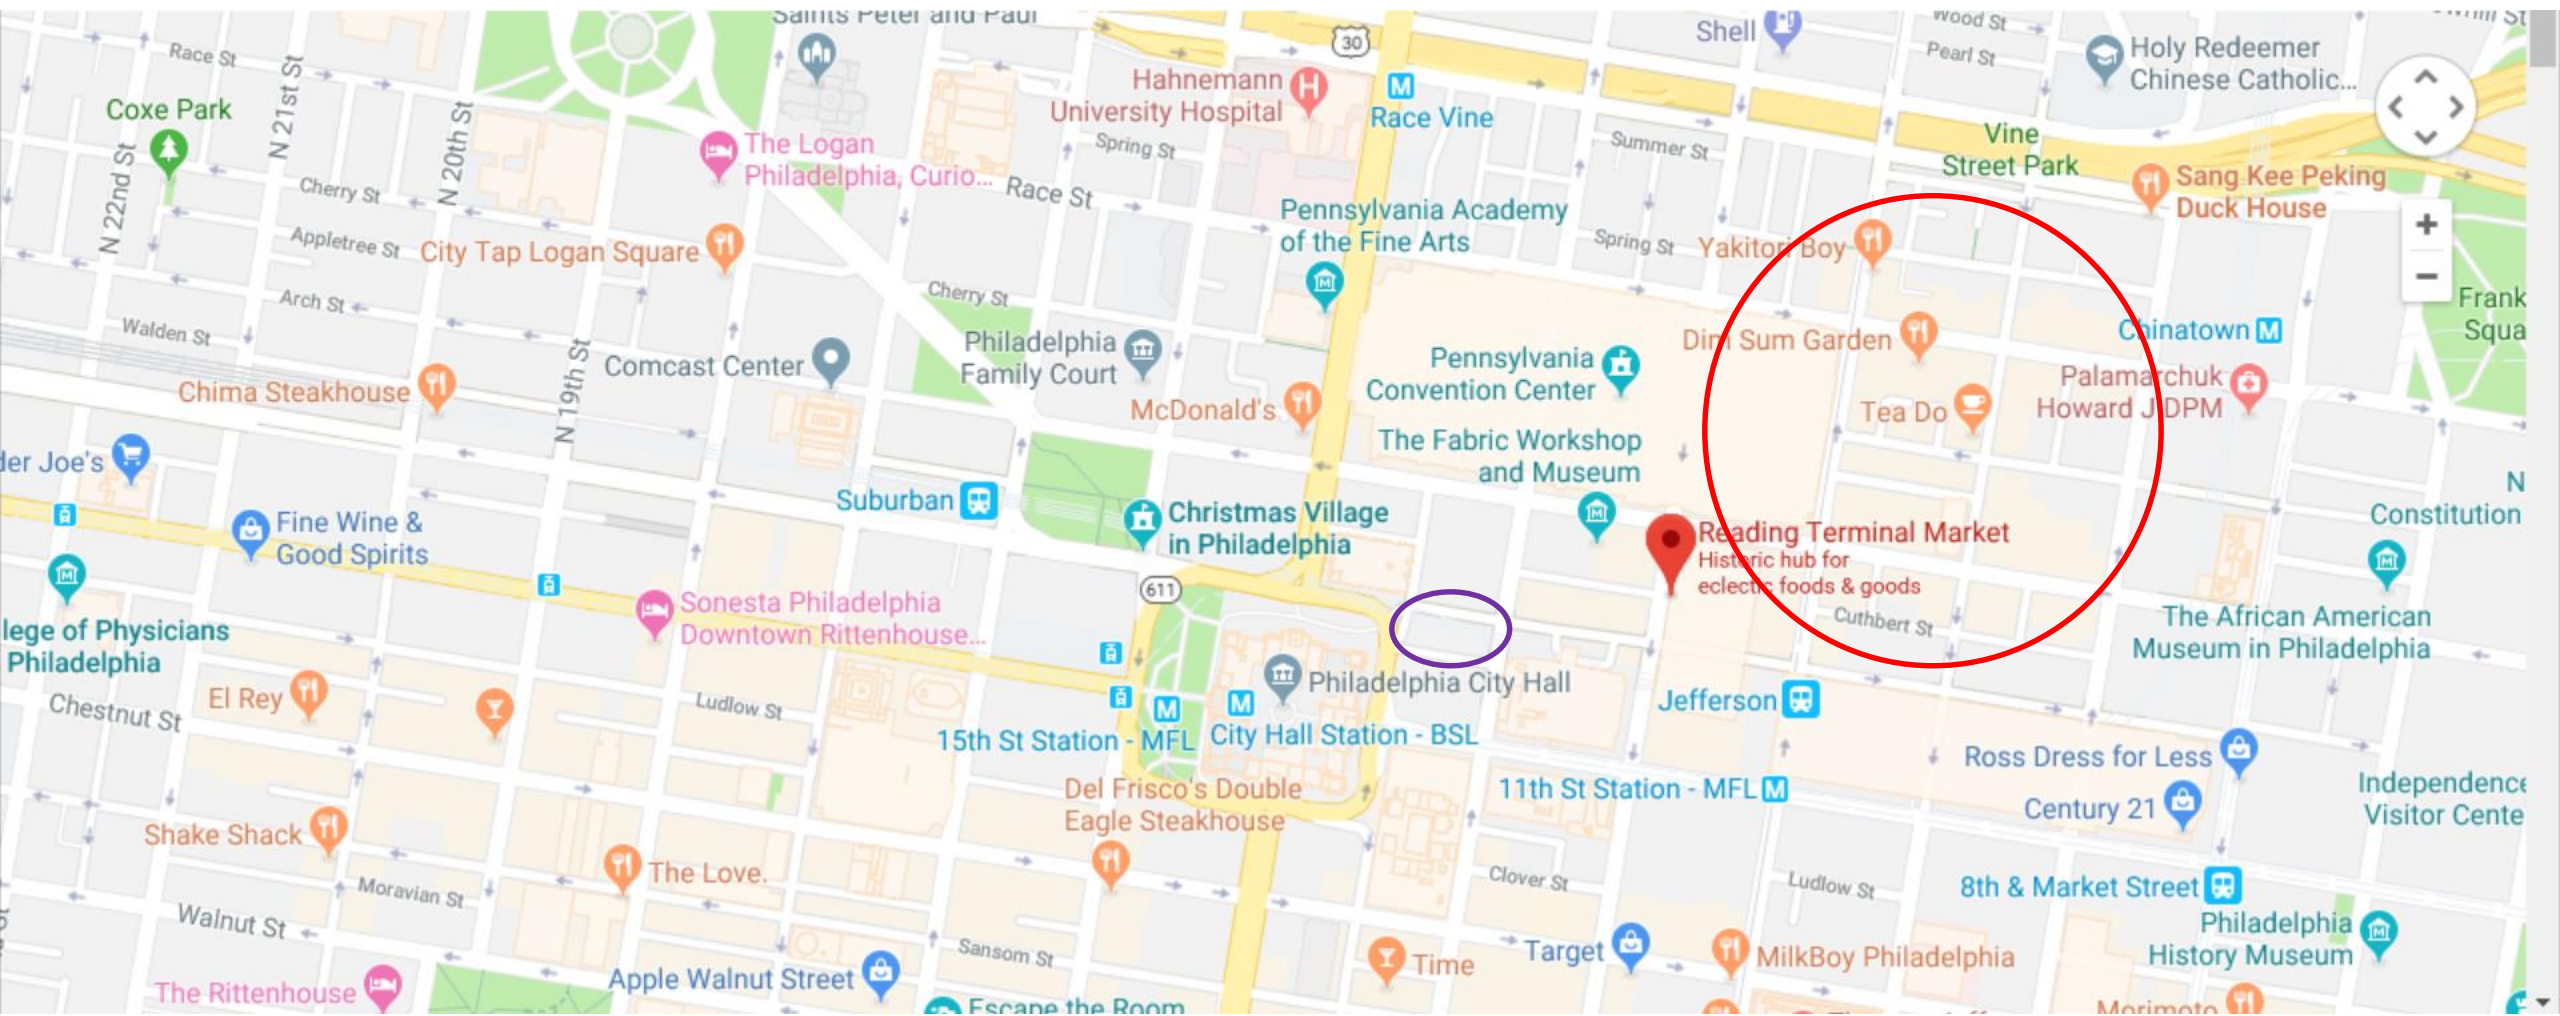 Saints Peter and Paul
Race St
N 21st St
Coxe Park
N 22nd St
N 20th St
Cherry St
Appletree St
Arch St
Walden St
The Logan
Philadelphia, Curio...
City Tap Logan Square
Chima Steakhouse
N 19th St
Comcast Center
30
Hahnemann
University Hospital
Race Vine
Spring St
Race St
Pennsylvania Academy
of the Fine Arts
Cherry St
Philadelphia
Family Court
McDonald's
Shell
Wood St
Pearl St
Holy Redeemer
Chinese Catholic...
Summer St
Vine
Street Park
Sang Kee Peking
Duck House
Spring St
Yakitori Boy
Dim Sum Garden
Chinatown
Frank
Squa
Pennsylvania
Convention Center
Palamarchuk
Howard J DPM
Tea Do
The Fabric Workshop
and Museum
der Joe's
Suburban
Christmas Village
in Philadelphia
Fine Wine &
Good Spirits
Reading Terminal Market
Historic hub for
eclectic foods & goods
N
Constitution
611
Sonesta Philadelphia
Downtown Rittenhouse...
Cuthbert St
The African American
Museum in Philadelphia
lege of Physicians
Philadelphia
El Rey
Chestnut St
Ludlow St
Philadelphia City Hall
15th St Station - MFL
City Hall Station - BSL
Jefferson
Ross Dress for Less
11th St Station - MFL
Century 21
Independence
Visitor Cente
Del Frisco's Double
Eagle Steakhouse
Shake Shack
The Love.
Moravian St
Walnut St
Clover St
Ludlow St
8th & Market Street
Philadelphia
History Museum
Sansom St
Time
Target
MilkBoy Philadelphia
Apple Walnut Street
The Rittenhouse
Escape the Room
Morimoto